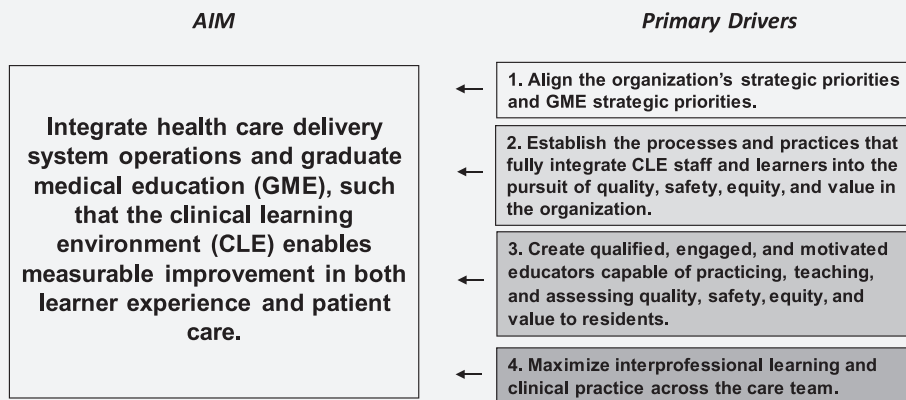 AIM
Integrate health care delivery
system operations and graduate
medical education (GME), such
that the clinical learning
environment (CLE) enables
measurable improvement in both
learner experience and patient
care.
Primary Drivers
1. Align the organization's strategic priorities
and GME strategic priorities.
2. Establish the processes and practices that
fully integrate CLE staff and learners into the
pursuit of quality, safety, equity, and value in
the organization.
3. Create qualified, engaged, and motivated
educators capable of practicing, teaching,
and assessing quality, safety, equity, and
value to residents.
4. Maximize interprofessional learning and
clinical practice across the care team.